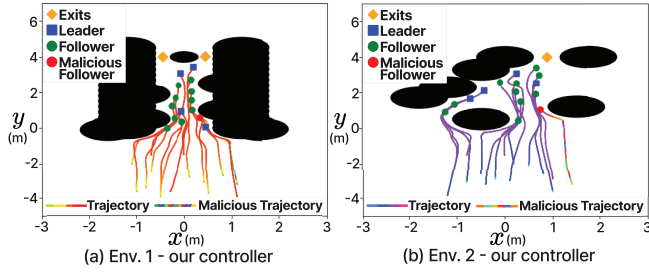 Exits
Leader
Follower
Malicious
Follower
6
4
2
0
−2
−4
y
(m)
Trajectory
Malicious Trajectory
−3
−2
−1
0
1
2
3
x(m)
(a) Env. 1 - our controller
Exits
Leader
Follower
Malicious
Follower
6
4
2
0
−2
−4
y
(m)
Trajectory
Malicious Trajectory
−3
−2
−1
0
1
2
3
x(m)
(b) Env. 2 - our controller